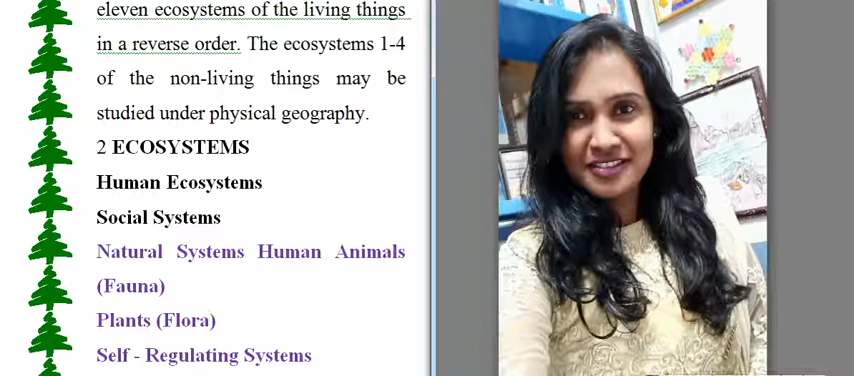 eleven ecosystems of the living things
in a reverse order. The ecosystems 1-4
of the non-living things may be
studied under physical geography.
2 ECOSYSTEMS
Human Ecosystems
Social Systems
Natural Systems Human Animals
(Fauna)
Plants (Flora)
Self - Regulating Systems